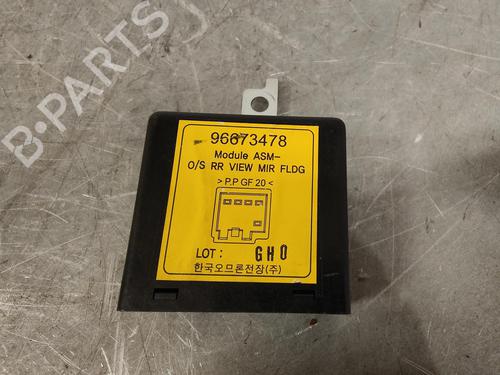 B-PARTS
96673478
Module ASM-
O/S RR VIEW MIR FLDG
> P.P GF 20 <
LOT : GHO
한국오므론전장(주)